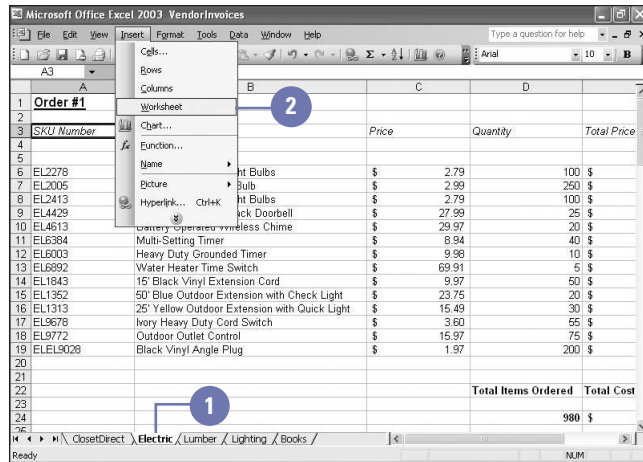 Microsoft Office Excel 2003 VendorInvoices
File Edit View Insert Format Tools Data Window Help Type a question for help
Arial 10 B
A3
A B C D
Cells...
Rows
Columns
Worksheet
Chart...
Function...
Name
Picture
Hyperlink... Ctrl+K
2
1 Order #1
2
3 SKU Number Price Quantity Total Price
4
5
6 EL2278 ht Bulbs $ 2.79 100 $
7 EL2005 Bulb $ 2.99 250 $
8 EL2413 ht Bulbs $ 2.79 100 $
9 EL4429 ck Doorbell $ 27.99 25 $
10 EL4613 Battery Operated Wireless Chime $ 29.97 20 $
11 EL6384 Multi-Setting Timer $ 8.94 40 $
12 EL6003 Heavy Duty Grounded Timer $ 9.98 10 $
13 EL6892 Water Heater Time Switch $ 69.91 5 $
14 EL1843 15' Black Vinyl Extension Cord $ 9.97 50 $
15 EL1352 50' Blue Outdoor Extension with Check Light $ 23.75 20 $
16 EL1313 25' Yellow Outdoor Extension with Quick Light $ 15.49 30 $
17 EL9678 Ivory Heavy Duty Cord Switch $ 3.60 55 $
18 EL9772 Outdoor Outlet Control $ 15.97 75 $
19 ELEL9028 Black Vinyl Angle Plug $ 1.97 200 $
20
21
22 Total Items Ordered Total Cost
23
24 980 $
25
1
ClosetDirect Electric Lumber Lighting Books
Ready NUM